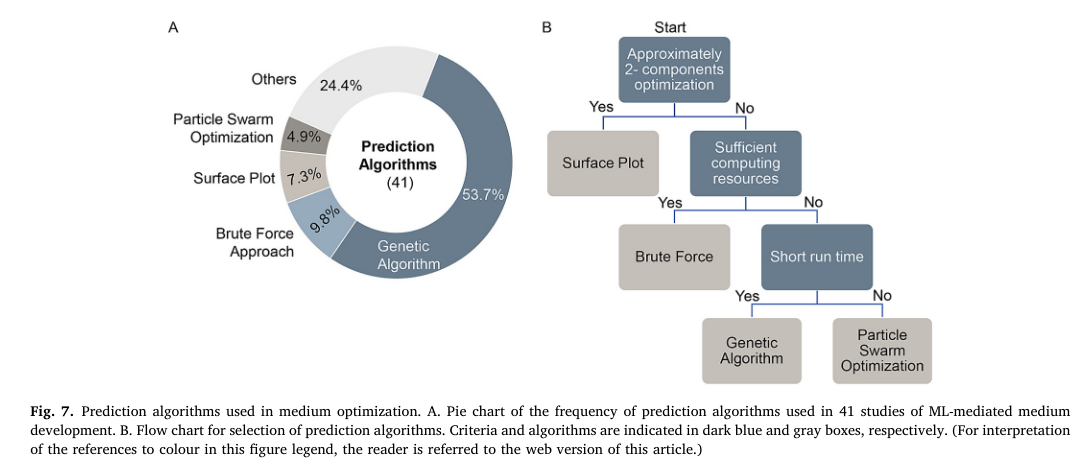 A
Others
24.4%
Particle Swarm
Optimization
4.9%
Surface Plot
7.3%
Brute Force
Approach
9.8%
Prediction
Algorithms
(41)
53.7%
Genetic
Algorithm
B
Start
Approximately
2- components
optimization
Yes
No
Surface Plot
Sufficient
computing
resources
Yes
No
Brute Force
Short run time
Yes
No
Genetic
Algorithm
Particle
Swarm
Optimization
Fig. 7. Prediction algorithms used in medium optimization. A. Pie chart of the frequency of prediction algorithms used in 41 studies of ML-mediated medium
development. B. Flow chart for selection of prediction algorithms. Criteria and algorithms are indicated in dark blue and gray boxes, respectively. (For interpretation
of the references to colour in this figure legend, the reader is referred to the web version of this article.)